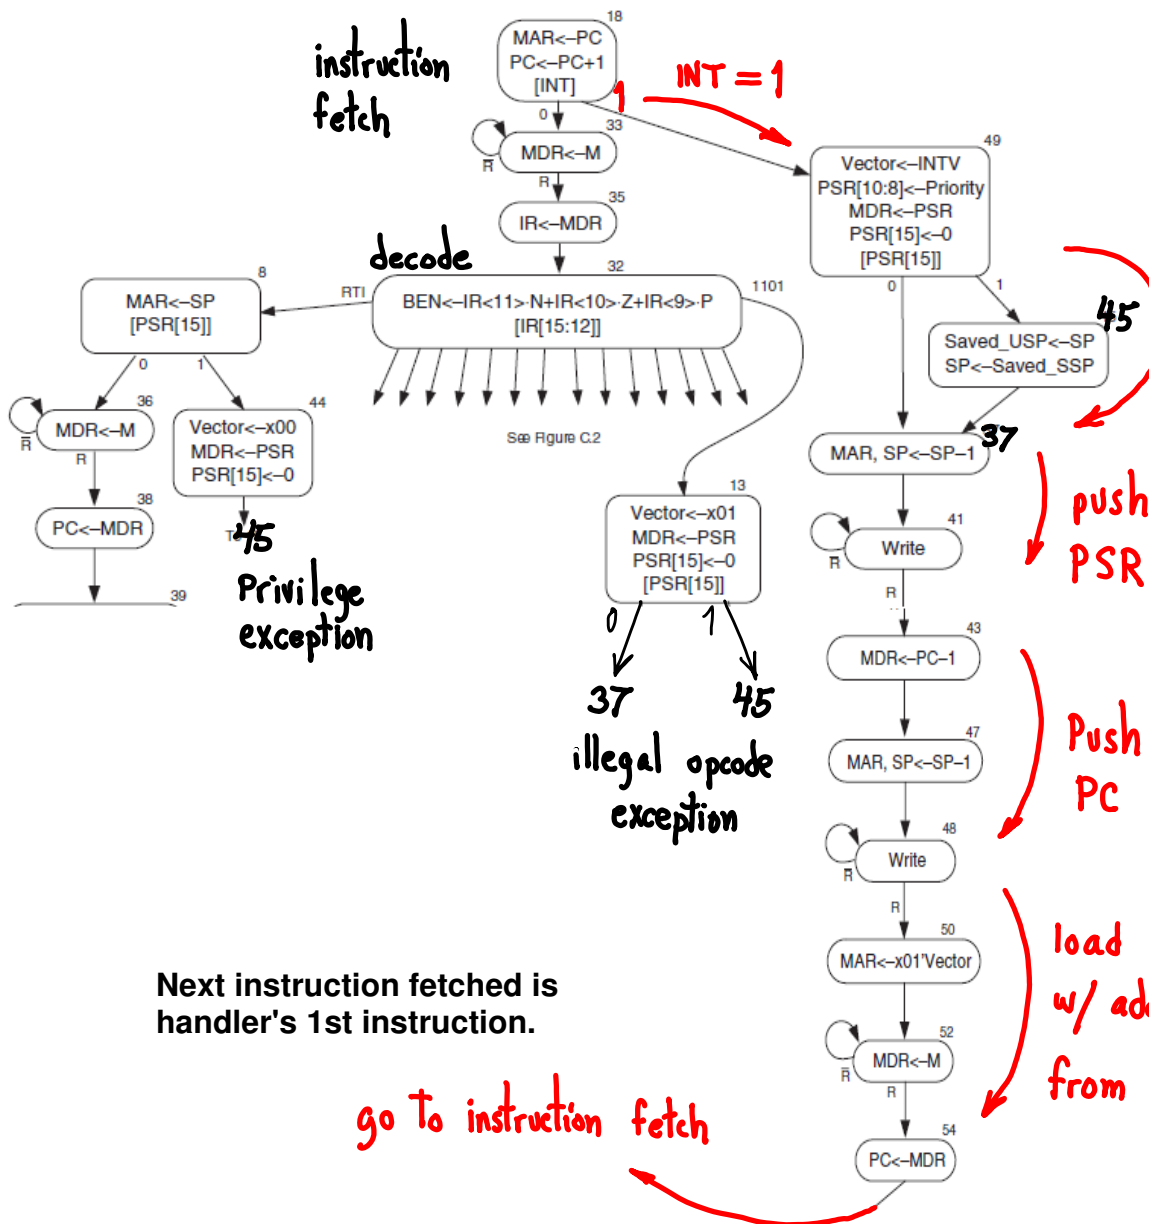 18
MAR<–PC
PC<–PC+1
[INT]
instruction
fetch
1
INT = 1
0
33
MDR<–M
R̅
R
35
IR<–MDR
decode
32
BEN<–IR<11>·N+IR<10>·Z+IR<9>·P
[IR[15:12]]
RTI
1101
See Figure C.2
8
MAR<–SP
[PSR[15]]
0
1
36
MDR<–M
R̅
R
38
PC<–MDR
39
44
Vector<–x00
MDR<–PSR
PSR[15]<–0
45
Privilege
exception
13
Vector<–x01
MDR<–PSR
PSR[15]<–0
[PSR[15]]
0
1
37
45
illegal opcode
exception
49
Vector<–INTV
PSR[10:8]<–Priority
MDR<–PSR
PSR[15]<–0
[PSR[15]]
0
1
45
Saved_USP<–SP
SP<–Saved_SSP
37
MAR, SP<–SP–1
41
Write
R̅
R
push
PSR
43
MDR<–PC–1
47
MAR, SP<–SP–1
Push
PC
48
Write
R̅
R
50
MAR<–x01'Vector
52
MDR<–M
R̅
R
54
PC<–MDR
load
w/
from
Next instruction fetched is
handler's 1st instruction.
go to instruction fetch